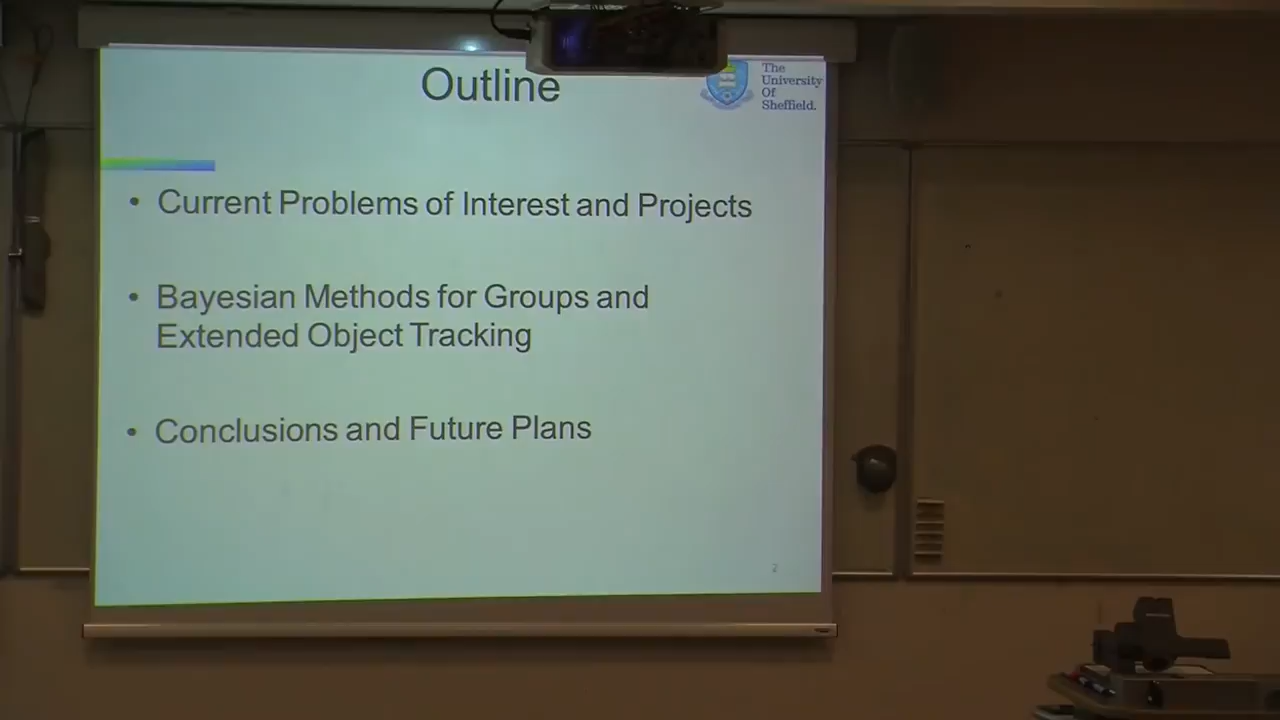 Outline
The
University
Of
Sheffield.
• Current Problems of Interest and Projects
• Bayesian Methods for Groups and
Extended Object Tracking
• Conclusions and Future Plans
2